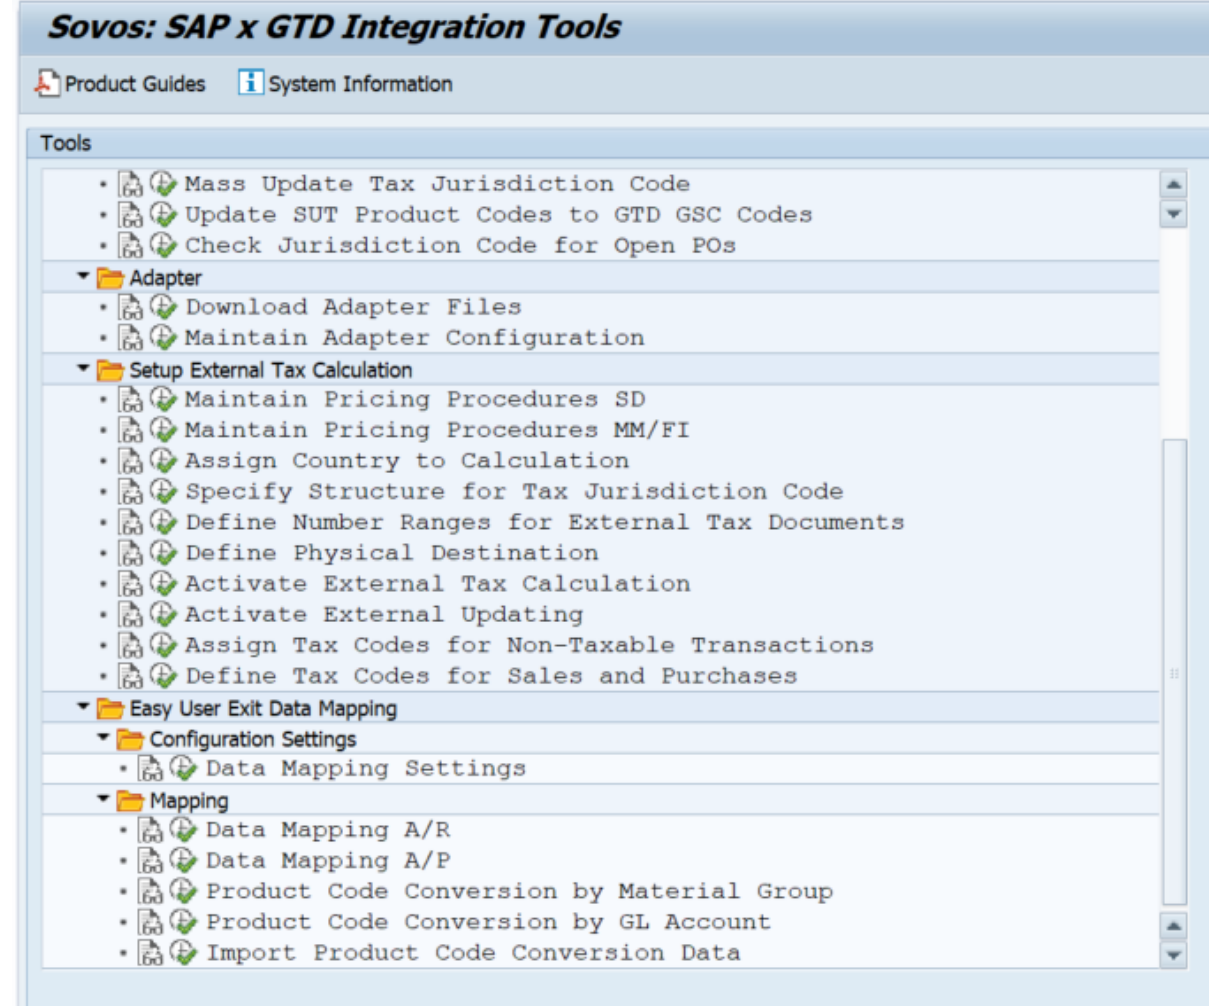 Sovos: SAP x GTD Integration Tools
Product Guides System Information
Tools
Mass Update Tax Jurisdiction Code
Update SUT Product Codes to GTD GSC Codes
Check Jurisdiction Code for Open POs
Adapter
Download Adapter Files
Maintain Adapter Configuration
Setup External Tax Calculation
Maintain Pricing Procedures SD
Maintain Pricing Procedures MM/FI
Assign Country to Calculation
Specify Structure for Tax Jurisdiction Code
Define Number Ranges for External Tax Documents
Define Physical Destination
Activate External Tax Calculation
Activate External Updating
Assign Tax Codes for Non-Taxable Transactions
Define Tax Codes for Sales and Purchases
Easy User Exit Data Mapping
Configuration Settings
Data Mapping Settings
Mapping
Data Mapping A/R
Data Mapping A/P
Product Code Conversion by Material Group
Product Code Conversion by GL Account
Import Product Code Conversion Data